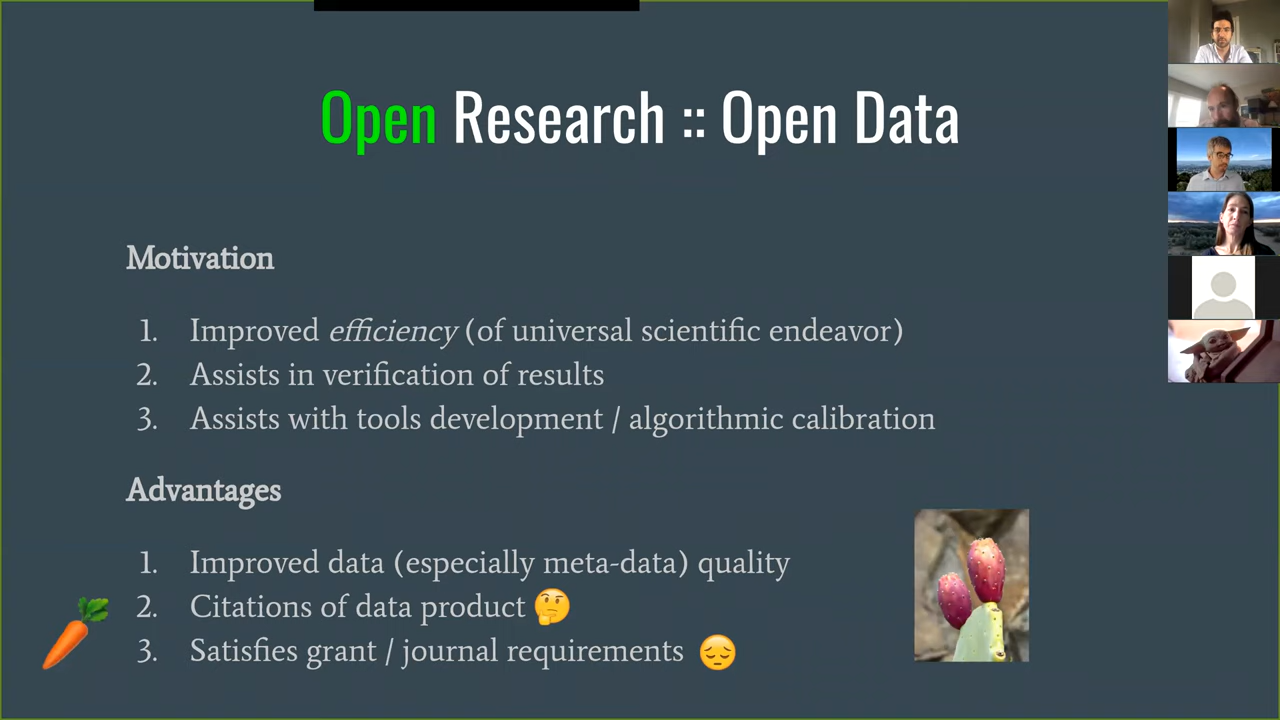 Open Research :: Open Data
Motivation
1. Improved efficiency (of universal scientific endeavor)
2. Assists in verification of results
3. Assists with tools development / algorithmic calibration
Advantages
1. Improved data (especially meta-data) quality
2. Citations of data product 🤔
3. Satisfies grant / journal requirements 😔